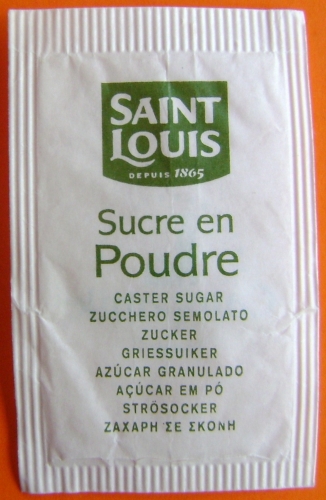 SAINT
LOUIS
DEPUIS 1865
Sucre en
Poudre
CASTER SUGAR
ZUCCHERO SEMOLATO
ZUCKER
GRIESSUIKER
AZÚCAR GRANULADO
AÇÚCAR EM PÓ
STRÖSOCKER
ΖΑΧΑΡΗ ΣΕ ΣΚΟΝΗ